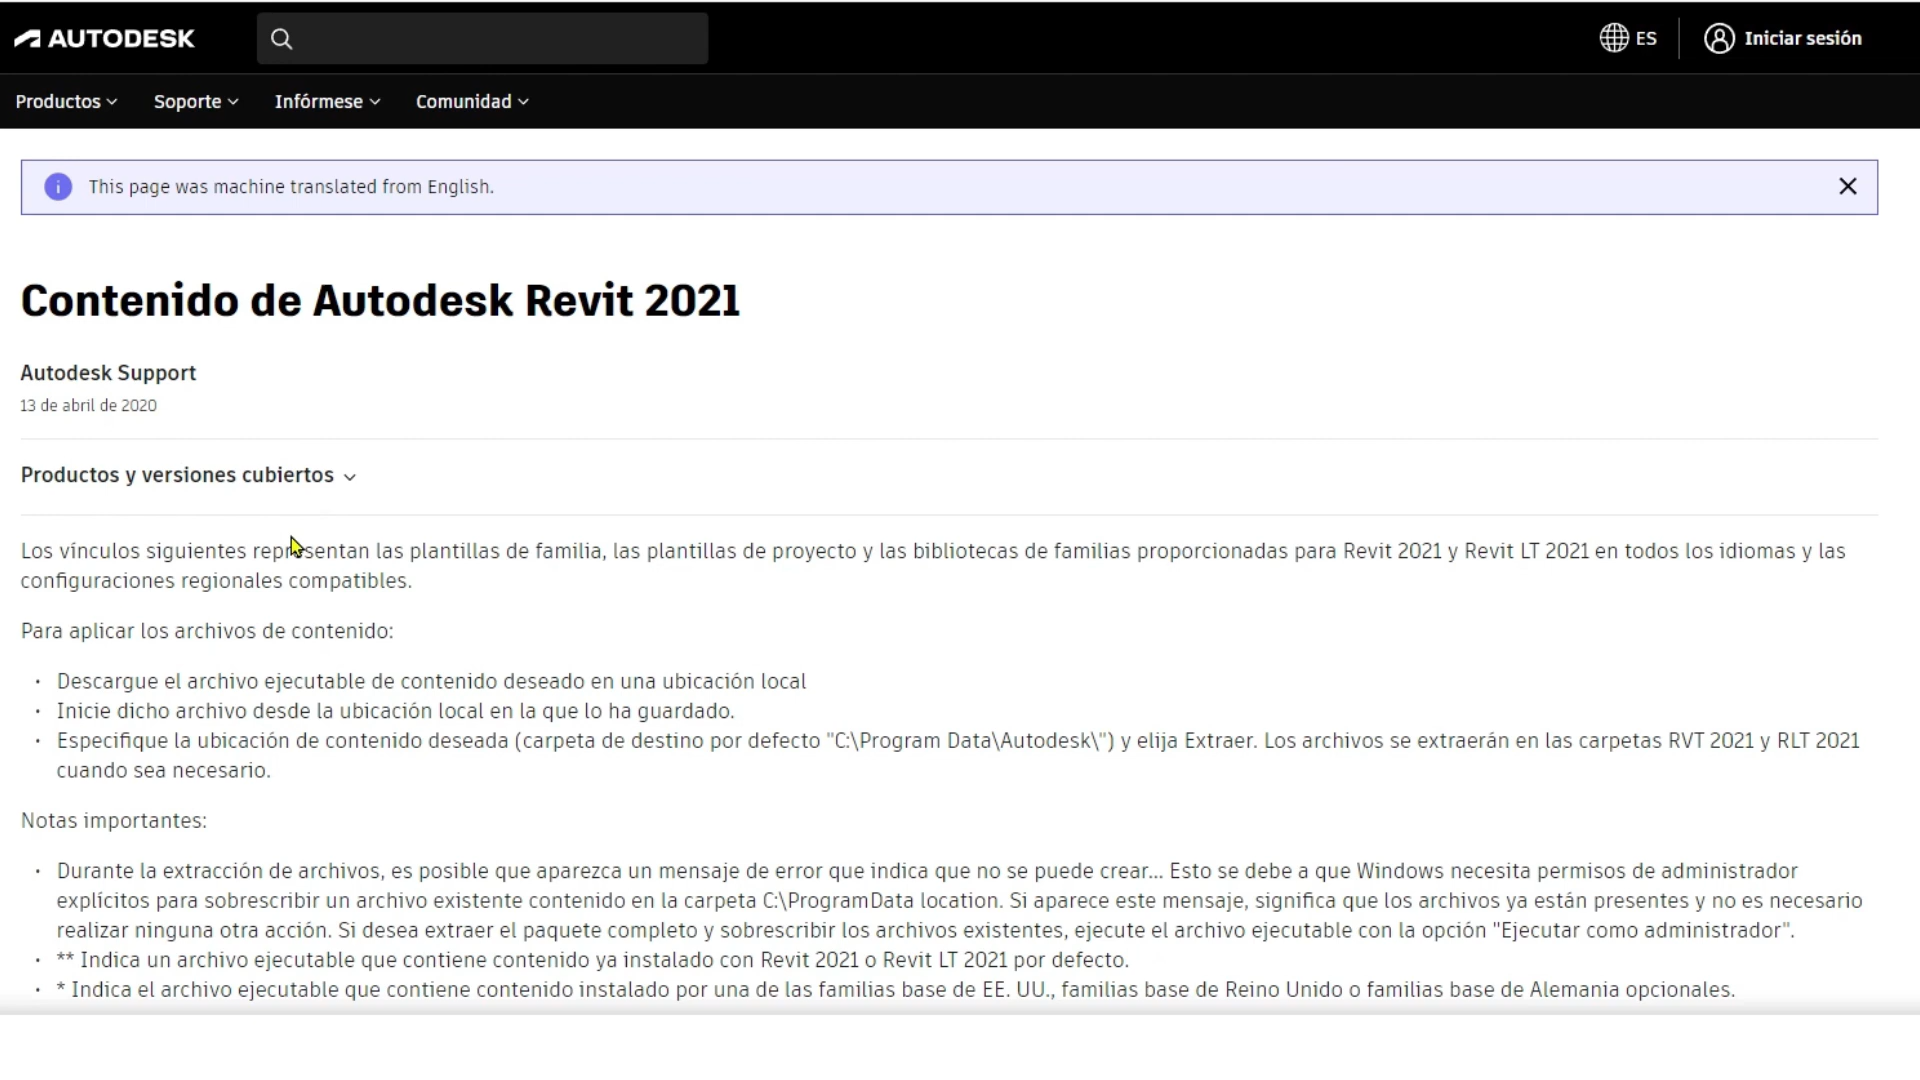 AUTODESK
ES
Iniciar sesión
Productos
Soporte
Infórmese
Comunidad
This page was machine translated from English.
Contenido de Autodesk Revit 2021
Autodesk Support
13 de abril de 2020
Productos y versiones cubiertos
Los vínculos siguientes representan las plantillas de familia, las plantillas de proyecto y las bibliotecas de familias proporcionadas para Revit 2021 y Revit LT 2021 en todos los idiomas y las
configuraciones regionales compatibles.
Para aplicar los archivos de contenido:
· Descargue el archivo ejecutable de contenido deseado en una ubicación local
· Inicie dicho archivo desde la ubicación local en la que lo ha guardado.
· Especifique la ubicación de contenido deseada (carpeta de destino por defecto "C:\Program Data\Autodesk\") y elija Extraer. Los archivos se extraerán en las carpetas RVT 2021 y RLT 2021
cuando sea necesario.
Notas importantes:
· Durante la extracción de archivos, es posible que aparezca un mensaje de error que indica que no se puede crear... Esto se debe a que Windows necesita permisos de administrador
explícitos para sobrescribir un archivo existente contenido en la carpeta C:\ProgramData location. Si aparece este mensaje, significa que los archivos ya están presentes y no es necesario
realizar ninguna otra acción. Si desea extraer el paquete completo y sobrescribir los archivos existentes, ejecute el archivo ejecutable con la opción "Ejecutar como administrador".
· ** Indica un archivo ejecutable que contiene contenido ya instalado con Revit 2021 o Revit LT 2021 por defecto.
· * Indica el archivo ejecutable que contiene contenido instalado por una de las familias base de EE. UU., familias base de Reino Unido o familias base de Alemania opcionales.